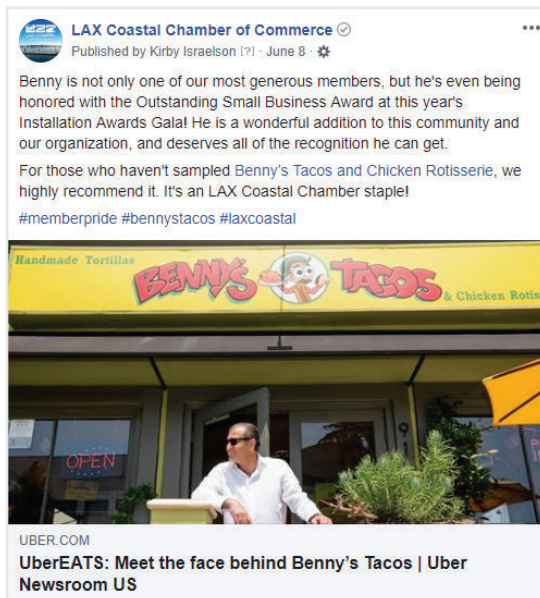 LAX Coastal Chamber of Commerce
Published by Kirby Israelson [?] · June 8 ·
Benny is not only one of our most generous members, but he's even being
honored with the Outstanding Small Business Award at this year's
Installation Awards Gala! He is a wonderful addition to this community and
our organization, and deserves all of the recognition he can get.
For those who haven't sampled Benny's Tacos and Chicken Rotisserie, we
highly recommend it. It's an LAX Coastal Chamber staple!
#memberpride #bennystacos #laxcoastal
Handmade Tortillas
BENNY'S TACOS
& Chicken Rotis
OPEN
91
UBER.COM
UberEATS: Meet the face behind Benny's Tacos | Uber
Newsroom US